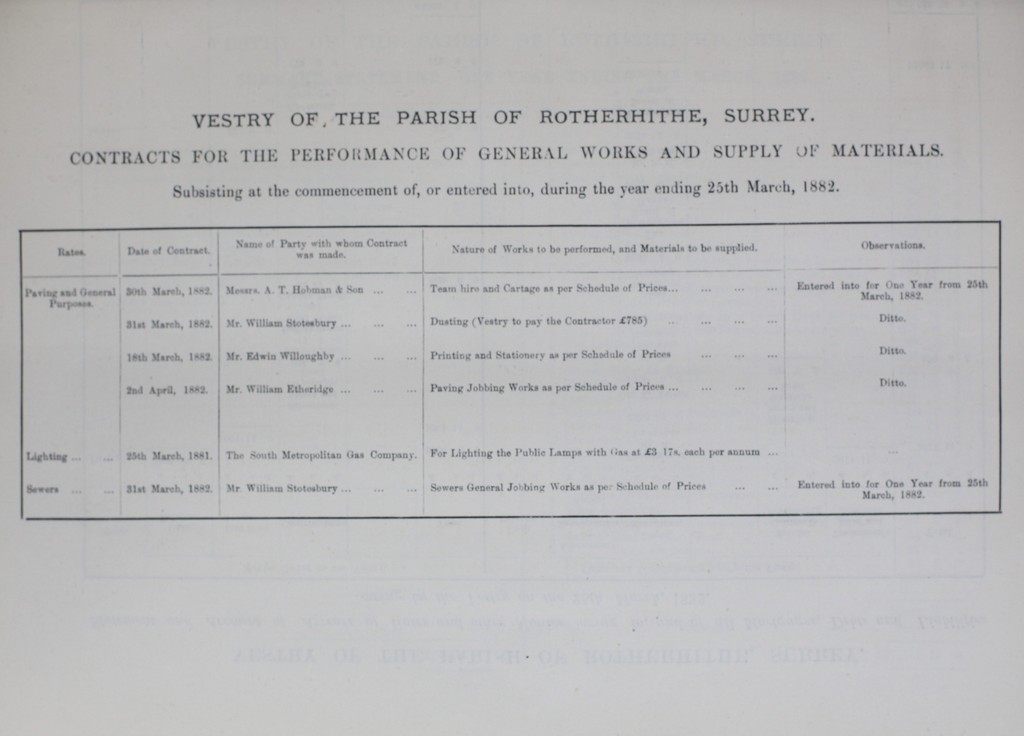 VESTRY OF THE PARISH OF ROTHERHITHE, SURREY.
CONTRACTS FOR THE PERFORMANCE OF GENERAL WORKS AND SUPPLY OF MATERIALS.
Subsisting at the commencement of, or entered into, during the year ending 25th March, 1882.
Rates. Date of Contract. Name of Party with whom Contract was made. Nature of Works to be performed, and Materials to be supplied. Observations.
Paving and General Purposes. 30th March, 1882. Messrs. A. T. Hobman & Son ... ... Team hire and Cartage as per Schedule of Prices... ... ... ... Entered into for One Year from 25th March, 1882.
31st March, 1882. Mr. William Stotesbury ... ... ... Dusting (Vestry to pay the Contractor £785) .. ... ... ... Ditto.
18th March, 1882. Mr. Edwin Willoughby ... ... ... Printing and Stationery as per Schedule of Prices ... ... ... Ditto.
2nd April, 1882. Mr. William Etheridge ... ... ... Paving Jobbing Works as per Schedule of Prices ... ... ... ... Ditto.
Lighting ... ... 25th March, 1881. The South Metropolitan Gas Company. For Lighting the Public Lamps with Gas at £3 17s. each per annum ... ...
Sewers ... ... 31st March, 1882. Mr. William Stotesbury ... ... ... Sewers General Jobbing Works as per Schedule of Prices ... ... Entered into for One Year from 25th March, 1882.